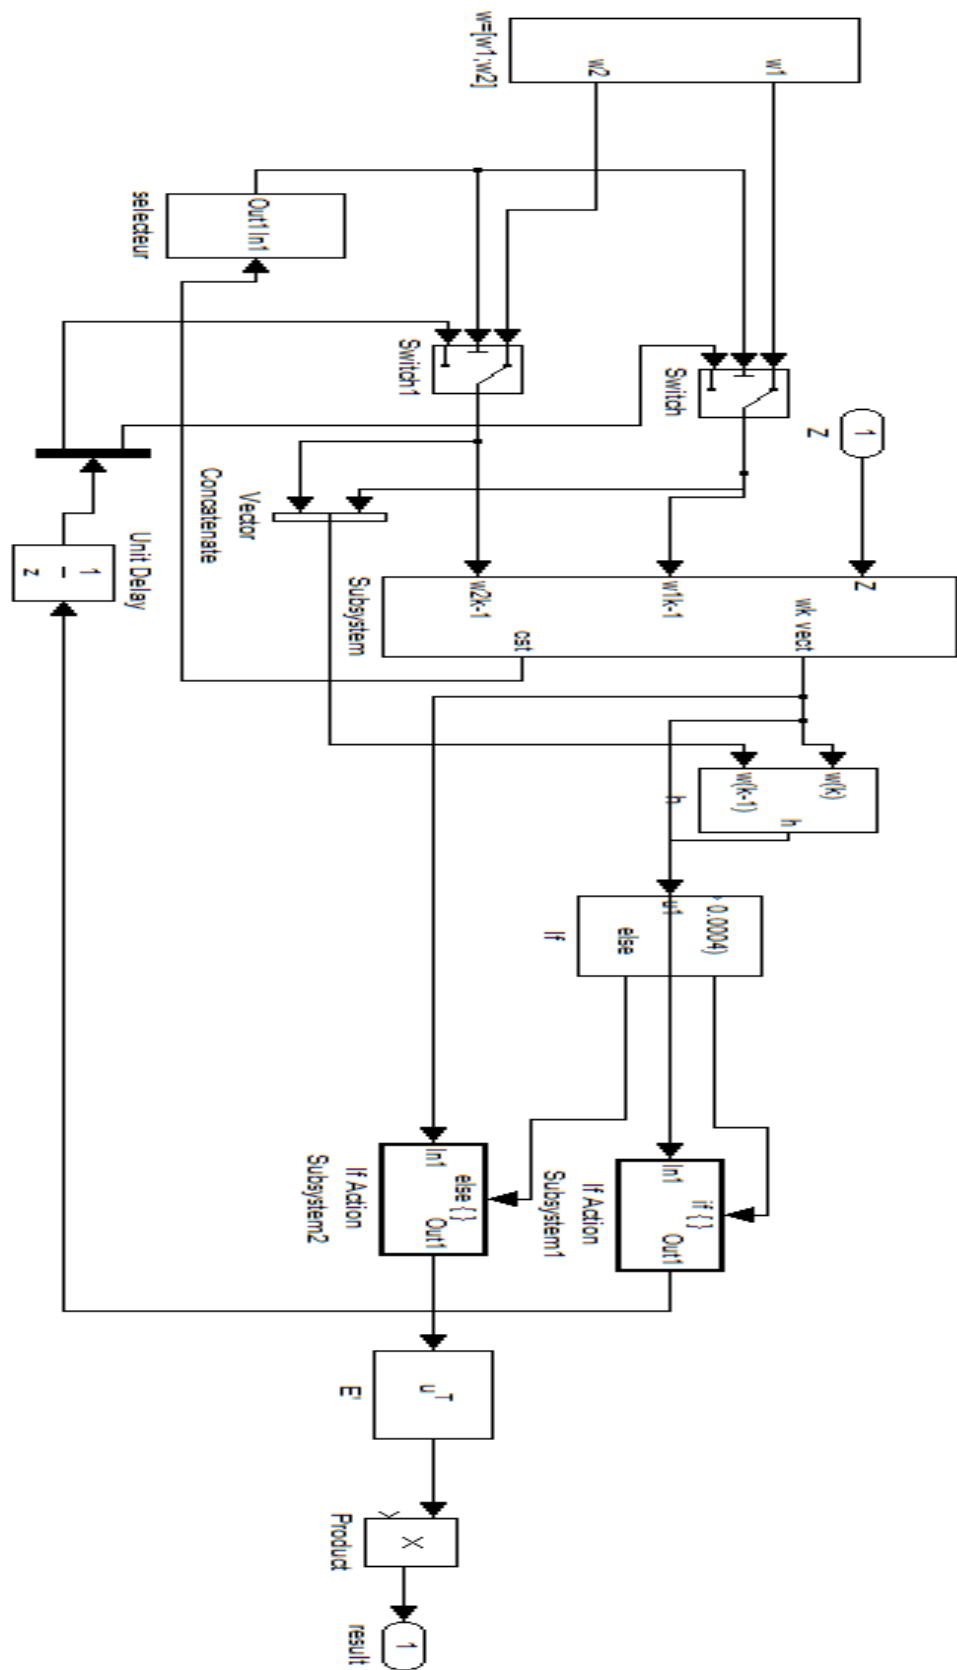 w1
w2
w=[w1;w2]
Out1
In1
selecteur
Switch
Switch1
1
Z
Vector
Concatenate
Unit Delay
1
z
Z
w1k-1
w2k-1
wk vect
cst
Subsystem
w(k)
w(k-1)
h
h
u1
> 0.0004)
else
If
In1
if { }
Out1
If Action
Subsystem1
In1
else { }
Out1
If Action
Subsystem2
u^T
E'
X
Product
1
result